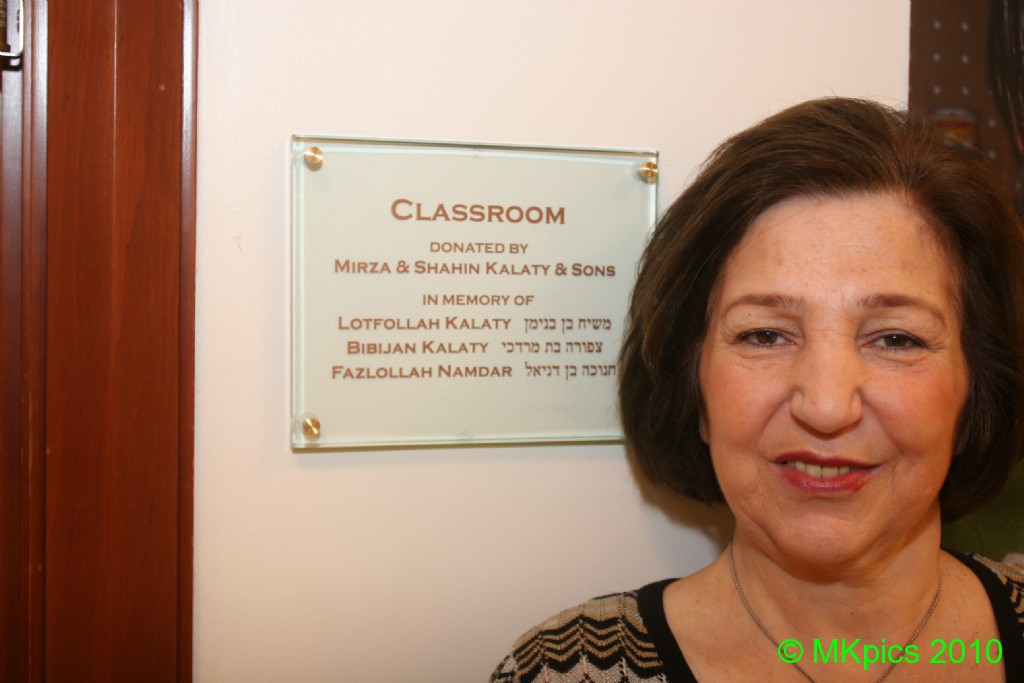 CLASSROOM
DONATED BY
MIRZA & SHAHIN KALATY & SONS
IN MEMORY OF
LOTFOLLAH KALATY משיח בן בנימן
BIBIJAN KALATY צפורה בת מרדכי
FAZLOLLAH NAMDAR חנוכה בן דניאל
© MKpics 2010